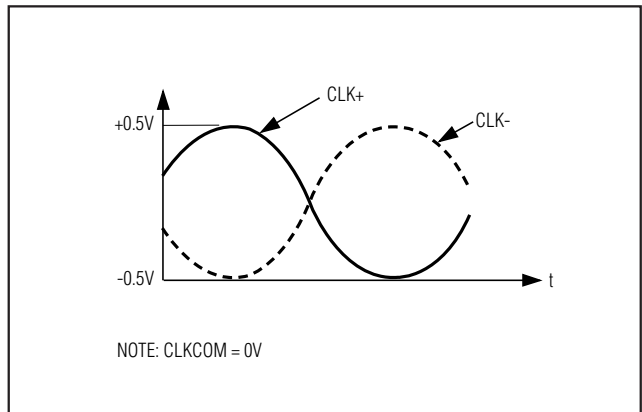 CLK+
+0.5V
CLK-
-0.5V
t
NOTE: CLKCOM = 0V